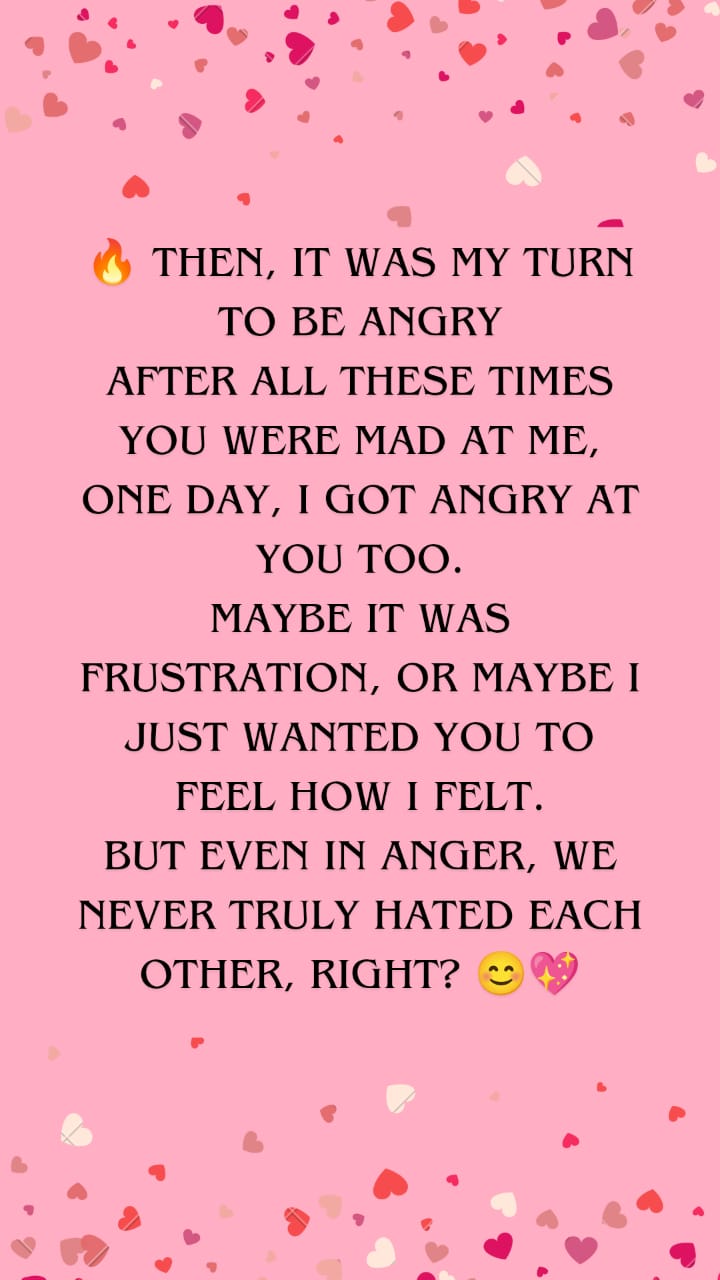 🔥 THEN, IT WAS MY TURN
TO BE ANGRY
AFTER ALL THESE TIMES
YOU WERE MAD AT ME,
ONE DAY, I GOT ANGRY AT
YOU TOO.
MAYBE IT WAS
FRUSTRATION, OR MAYBE I
JUST WANTED YOU TO
FEEL HOW I FELT.
BUT EVEN IN ANGER, WE
NEVER TRULY HATED EACH
OTHER, RIGHT? 😊💖